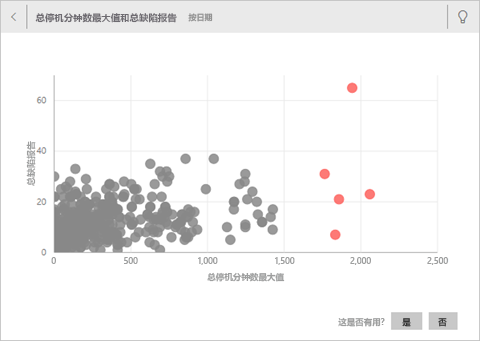 总停机分钟数最大值和总缺陷报告 按日期
总缺陷报告
60
40
20
0
0 500 1,000 1,500 2,000 2,500
总停机分钟数最大值
这是否有用? 是 否